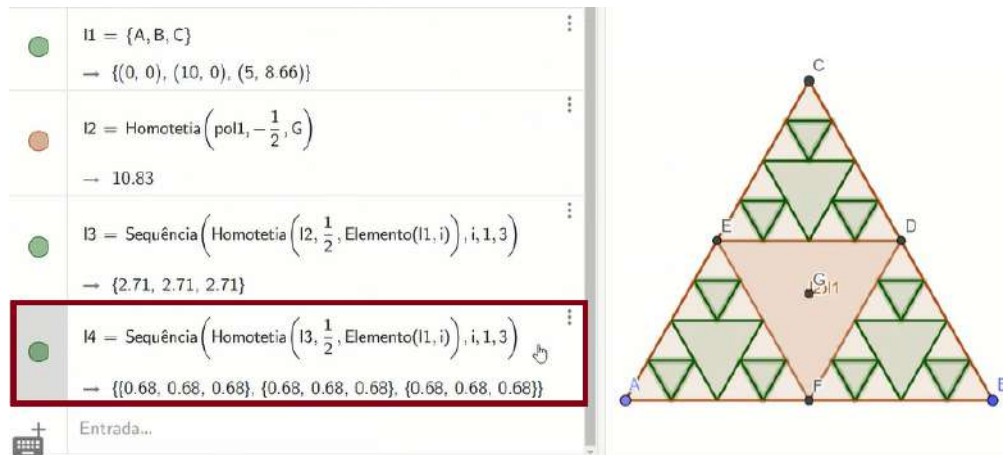 l1 = {A, B, C}
→ {(0, 0), (10, 0), (5, 8.66)}
l2 = Homotetia(pol1, −1/2, G)
→ 10.83
l3 = Sequência(Homotetia(l2, 1/2, Elemento(l1, i)), i, 1, 3)
→ {2.71, 2.71, 2.71}
l4 = Sequência(Homotetia(l3, 1/2, Elemento(l1, i)), i, 1, 3)
→ {{0.68, 0.68, 0.68}, {0.68, 0.68, 0.68}, {0.68, 0.68, 0.68}}
Entrada...
C
E
D
G
A
F
B